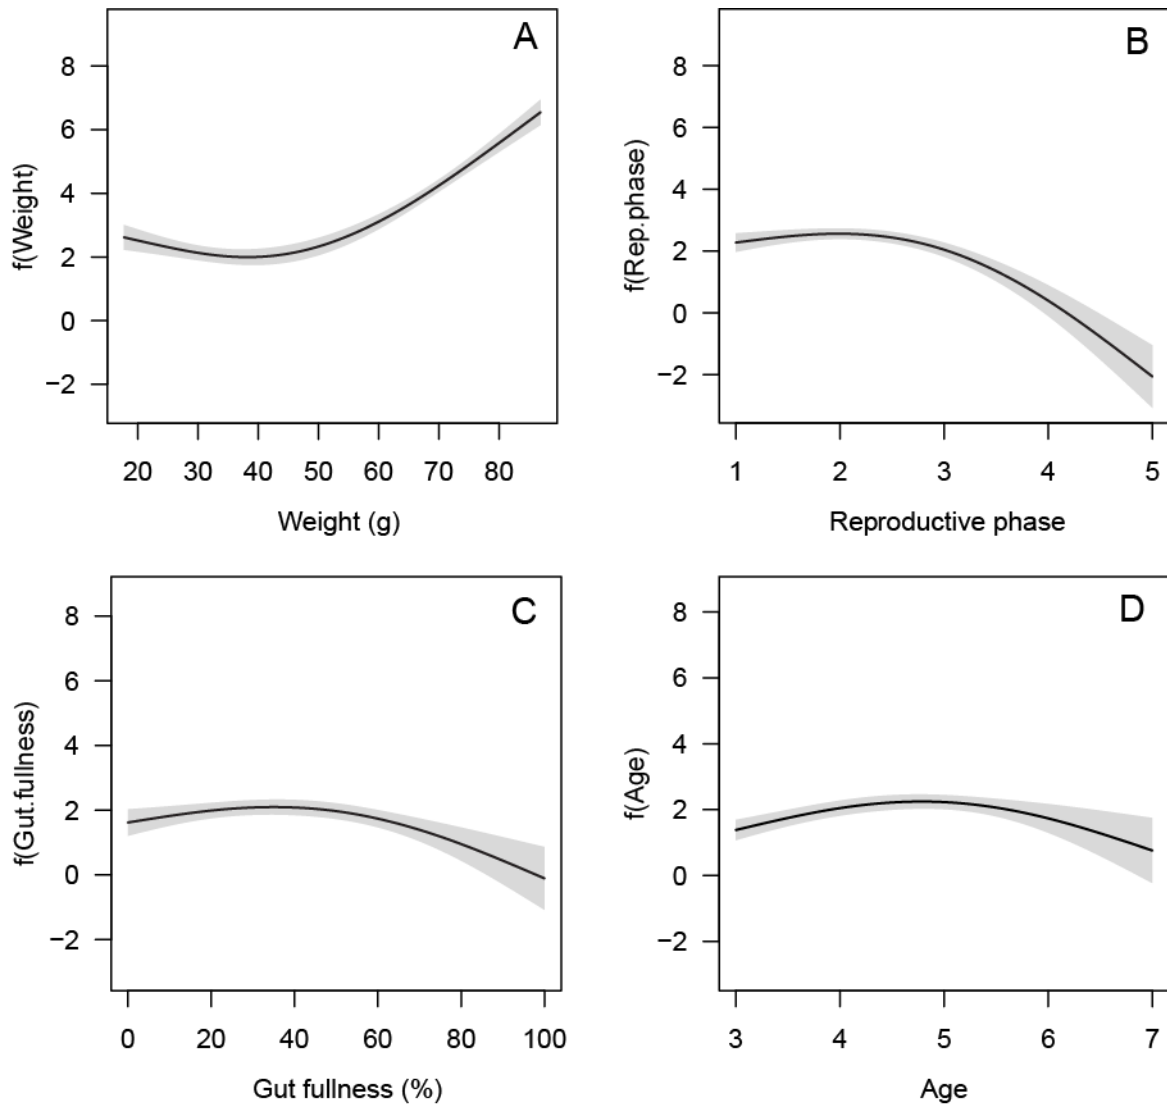 A
8
6
4
2
0
−2
f(Weight)
20 30 40 50 60 70 80
Weight (g)
B
8
6
4
2
0
−2
f(Rep.phase)
1 2 3 4 5
Reproductive phase
C
8
6
4
2
0
−2
f(Gut.fullness)
0 20 40 60 80 100
Gut fullness (%)
D
8
6
4
2
0
−2
f(Age)
3 4 5 6 7
Age